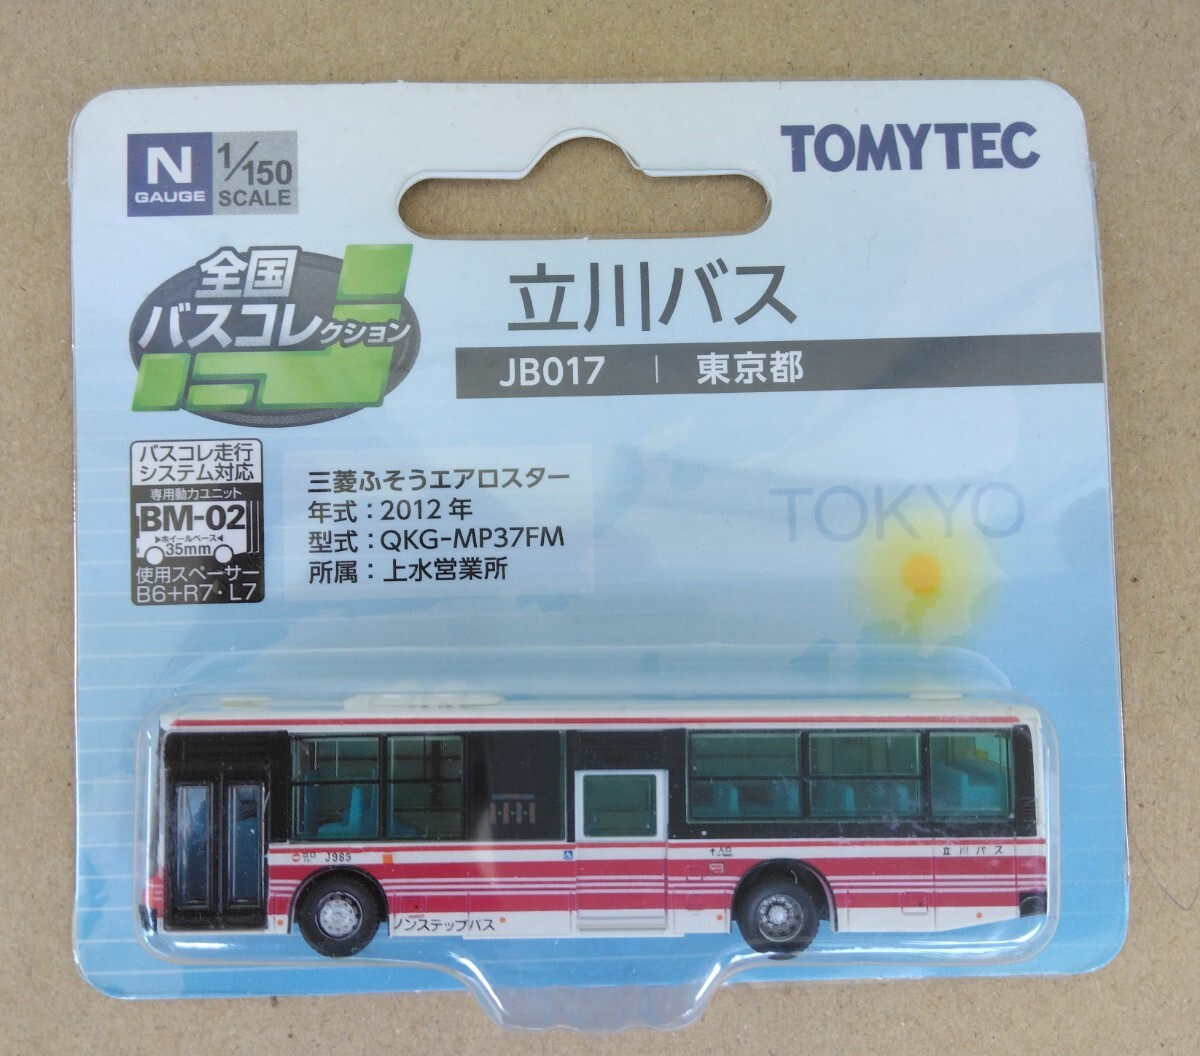 N
GAUGE
1/150
SCALE
TOMYTEC
全国
バスコレクション
立川バス
JB017 | 東京都
バスコレ走行
システム対応
専用動力ユニット
BM-02
▶ホイールベース◀
35mm
使用スペーサー
B6+R7・L7
三菱ふそうエアロスター
年式：2012年
型式：QKG-MP37FM
所属：上水営業所
TOKYO
J985
↑入口
立川バス
ノンステップバス